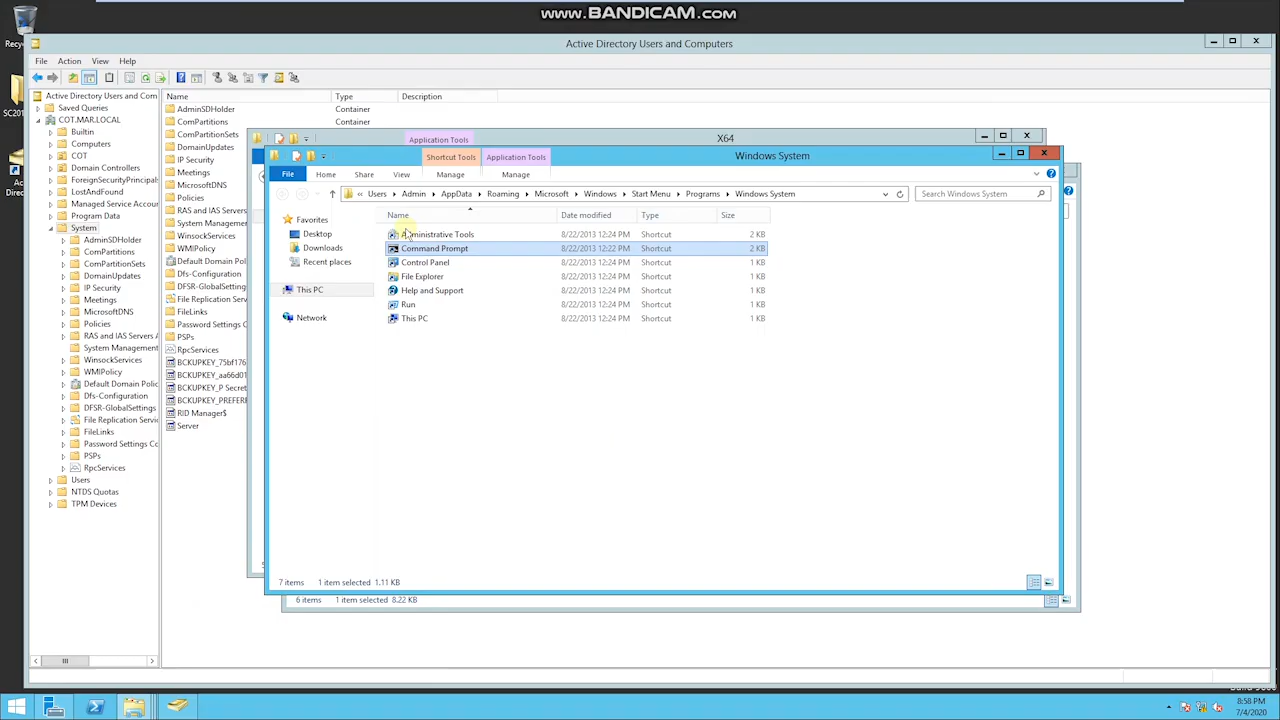 www.BANDICAM.com
Recy
SC201
Ac
Direc
Active Directory Users and Computers
File Action View Help
Active Directory Users and Com
Saved Queries
COT.MAR.LOCAL
Builtin
Computers
COT
Domain Controllers
ForeignSecurityPrincipals
LostAndFound
Managed Service Accou
Program Data
System
AdminSDHolder
ComPartitions
ComPartitionSets
DomainUpdates
IP Security
Meetings
MicrosoftDNS
Policies
RAS and IAS Servers A
System Management
WinsockServices
WMIPolicy
Default Domain Polic
Dfs-Configuration
DFSR-GlobalSettings
File Replication Servic
FileLinks
Password Settings Co
PSPs
RpcServices
Users
NTDS Quotas
TPM Devices
Name Type Description
AdminSDHolder Container
ComPartitions Container
ComPartitionSets
DomainUpdates
IP Security
Meetings
MicrosoftDNS
Policies
RAS and IAS Servers
System Managemen
WinsockServices
WMIPolicy
Default Domain Pol
Dfs-Configuration
DFSR-GlobalSetting
File Replication Serv
FileLinks
Password Settings C
PSPs
RpcServices
BCKUPKEY_75bf176
BCKUPKEY_aa66d01
BCKUPKEY_P Secret
BCKUPKEY_PREFERR
RID Manager$
Server
Application Tools X64
Shortcut Tools Application Tools Windows System
File Home Share View Manage Manage
Users Admin AppData Roaming Microsoft Windows Start Menu Programs Windows System Search Windows System
Favorites
Desktop
Downloads
Recent places
This PC
Network
Name Date modified Type Size
Administrative Tools 8/22/2013 12:24 PM Shortcut 2 KB
Command Prompt 8/22/2013 12:22 PM Shortcut 2 KB
Control Panel 8/22/2013 12:24 PM Shortcut 1 KB
File Explorer 8/22/2013 12:24 PM Shortcut 1 KB
Help and Support 8/22/2013 12:24 PM Shortcut 1 KB
Run 8/22/2013 12:24 PM Shortcut 1 KB
This PC 8/22/2013 12:24 PM Shortcut 1 KB
7 items 1 item selected 1.11 KB
6 items 1 item selected 8.22 KB
8:58 PM
7/4/2020